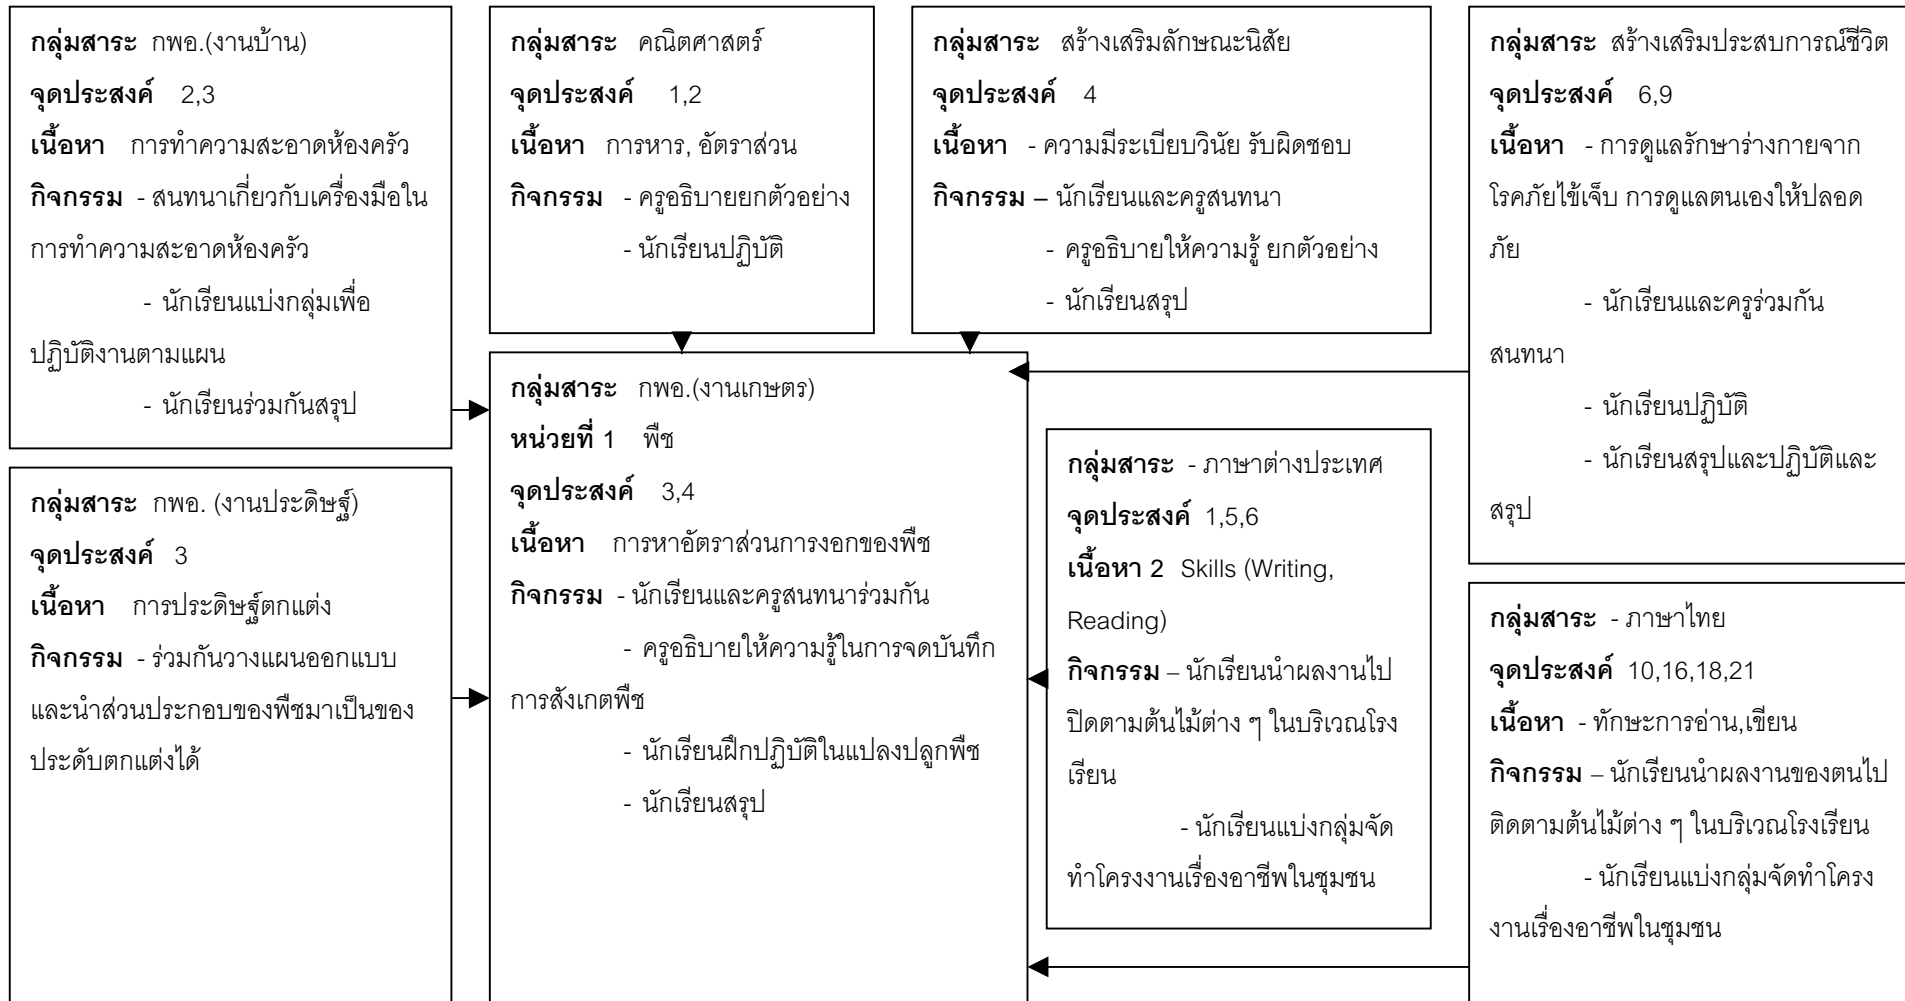 กลุ่มสาระ กพอ.(งานบ้าน)
จุดประสงค์ 2,3
เนื้อหา การทำความสะอาดห้องครัว
กิจกรรม - สนทนาเกี่ยวกับเครื่องมือใน
การทำความสะอาดห้องครัว
- นักเรียนแบ่งกลุ่มเพื่อ
ปฏิบัติงานตามแผน
- นักเรียนร่วมกันสรุป
กลุ่มสาระ คณิตศาสตร์
จุดประสงค์ 1,2
เนื้อหา การหาร, อัตราส่วน
กิจกรรม - ครูอธิบายยกตัวอย่าง
- นักเรียนปฏิบัติ
กลุ่มสาระ สร้างเสริมลักษณะนิสัย
จุดประสงค์ 4
เนื้อหา - ความมีระเบียบวินัย รับผิดชอบ
กิจกรรม – นักเรียนและครูสนทนา
- ครูอธิบายให้ความรู้ ยกตัวอย่าง
- นักเรียนสรุป
กลุ่มสาระ สร้างเสริมประสบการณ์ชีวิต
จุดประสงค์ 6,9
เนื้อหา - การดูแลรักษาร่างกายจาก
โรคภัยไข้เจ็บ การดูแลตนเองให้ปลอด
ภัย
- นักเรียนและครูร่วมกัน
สนทนา
- นักเรียนปฏิบัติ
- นักเรียนสรุปและปฏิบัติและ
สรุป
กลุ่มสาระ กพอ. (งานประดิษฐ์)
จุดประสงค์ 3
เนื้อหา การประดิษฐ์ตกแต่ง
กิจกรรม - ร่วมกันวางแผนออกแบบ
และนำส่วนประกอบของพืชมาเป็นของ
ประดับตกแต่งได้
กลุ่มสาระ กพอ.(งานเกษตร)
หน่วยที่ 1 พืช
จุดประสงค์ 3,4
เนื้อหา การหาอัตราส่วนการงอกของพืช
กิจกรรม - นักเรียนและครูสนทนาร่วมกัน
- ครูอธิบายให้ความรู้ในการจดบันทึก
การสังเกตพืช
- นักเรียนฝึกปฏิบัติในแปลงปลูกพืช
- นักเรียนสรุป
กลุ่มสาระ - ภาษาต่างประเทศ
จุดประสงค์ 1,5,6
เนื้อหา 2 Skills (Writing,
Reading)
กิจกรรม – นักเรียนนำผลงานไป
ปิดตามต้นไม้ต่าง ๆ ในบริเวณโรง
เรียน
- นักเรียนแบ่งกลุ่มจัด
ทำโครงงานเรื่องอาชีพในชุมชน
กลุ่มสาระ - ภาษาไทย
จุดประสงค์ 10,16,18,21
เนื้อหา - ทักษะการอ่าน,เขียน
กิจกรรม – นักเรียนนำผลงานของตนไป
ติดตามต้นไม้ต่าง ๆ ในบริเวณโรงเรียน
- นักเรียนแบ่งกลุ่มจัดทำโครง
งานเรื่องอาชีพในชุมชน